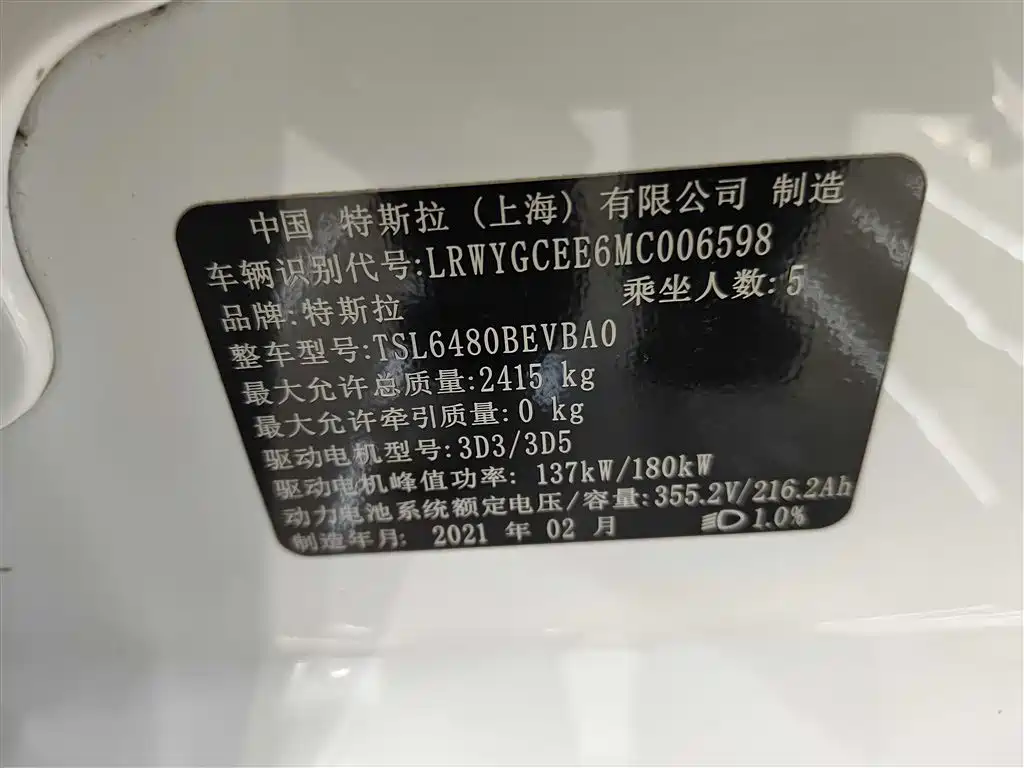 中国 特斯拉 (上海) 有限公司 制造
车辆识别代号:LRWYGCEE6MC006598
品牌:特斯拉 乘坐人数:5
整车型号:TSL6480BEVBA0
最大允许总质量:2415 kg
最大允许牵引质量:0 kg
驱动电机型号:3D3/3D5
驱动电机峰值功率: 137kW/180kW
动力电池系统额定电压/容量:355.2V/216.2Ah
制造年月: 2021 年 02 月 1.0%